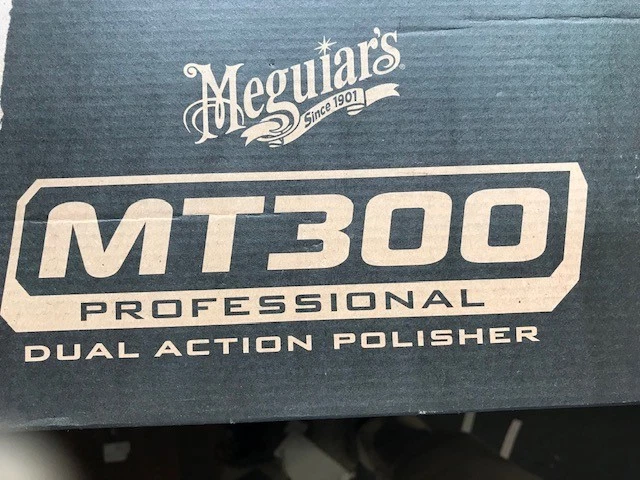 Meguiar's
Since 1901
MT300
PROFESSIONAL
DUAL ACTION POLISHER